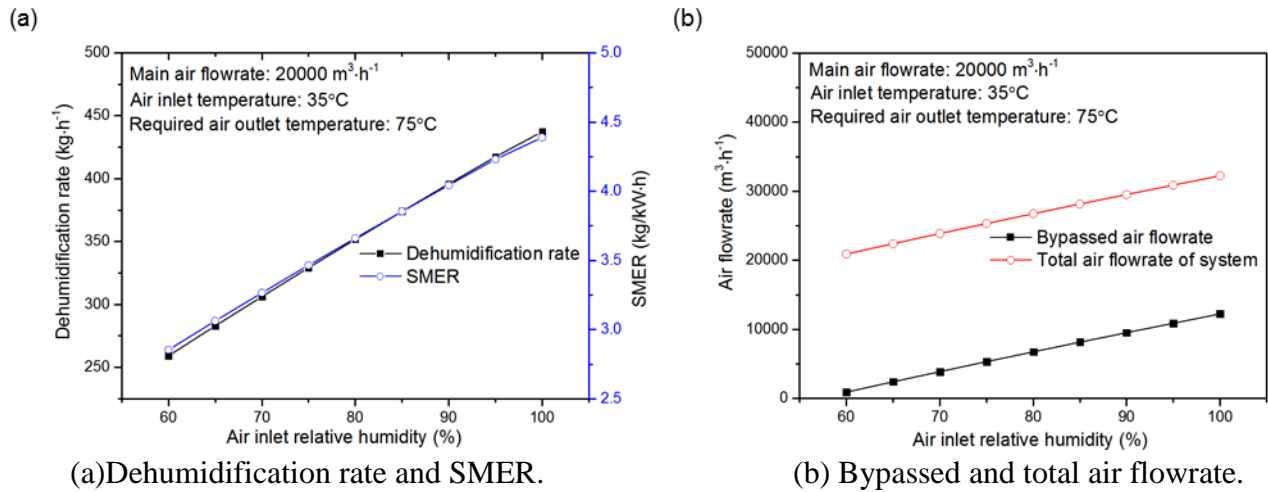 (a)
500
450
400
350
300
250
Dehumidification rate (kg·h⁻¹)
Main air flowrate: 20000 m³·h⁻¹
Air inlet temperature: 35°C
Required air outlet temperature: 75°C
Dehumidification rate
SMER
5.0
4.5
4.0
3.5
3.0
2.5
SMER (kg/kW·h)
60 70 80 90 100
Air inlet relative humidity (%)
(a)Dehumidification rate and SMER.
(b)
50000
40000
30000
20000
10000
0
Air flowrate (m³·h⁻¹)
Main air flowrate: 20000 m³·h⁻¹
Air inlet temperature: 35°C
Required air outlet temperature: 75°C
Bypassed air flowrate
Total air flowrate of system
60 70 80 90 100
Air inlet relative humidity (%)
(b) Bypassed and total air flowrate.